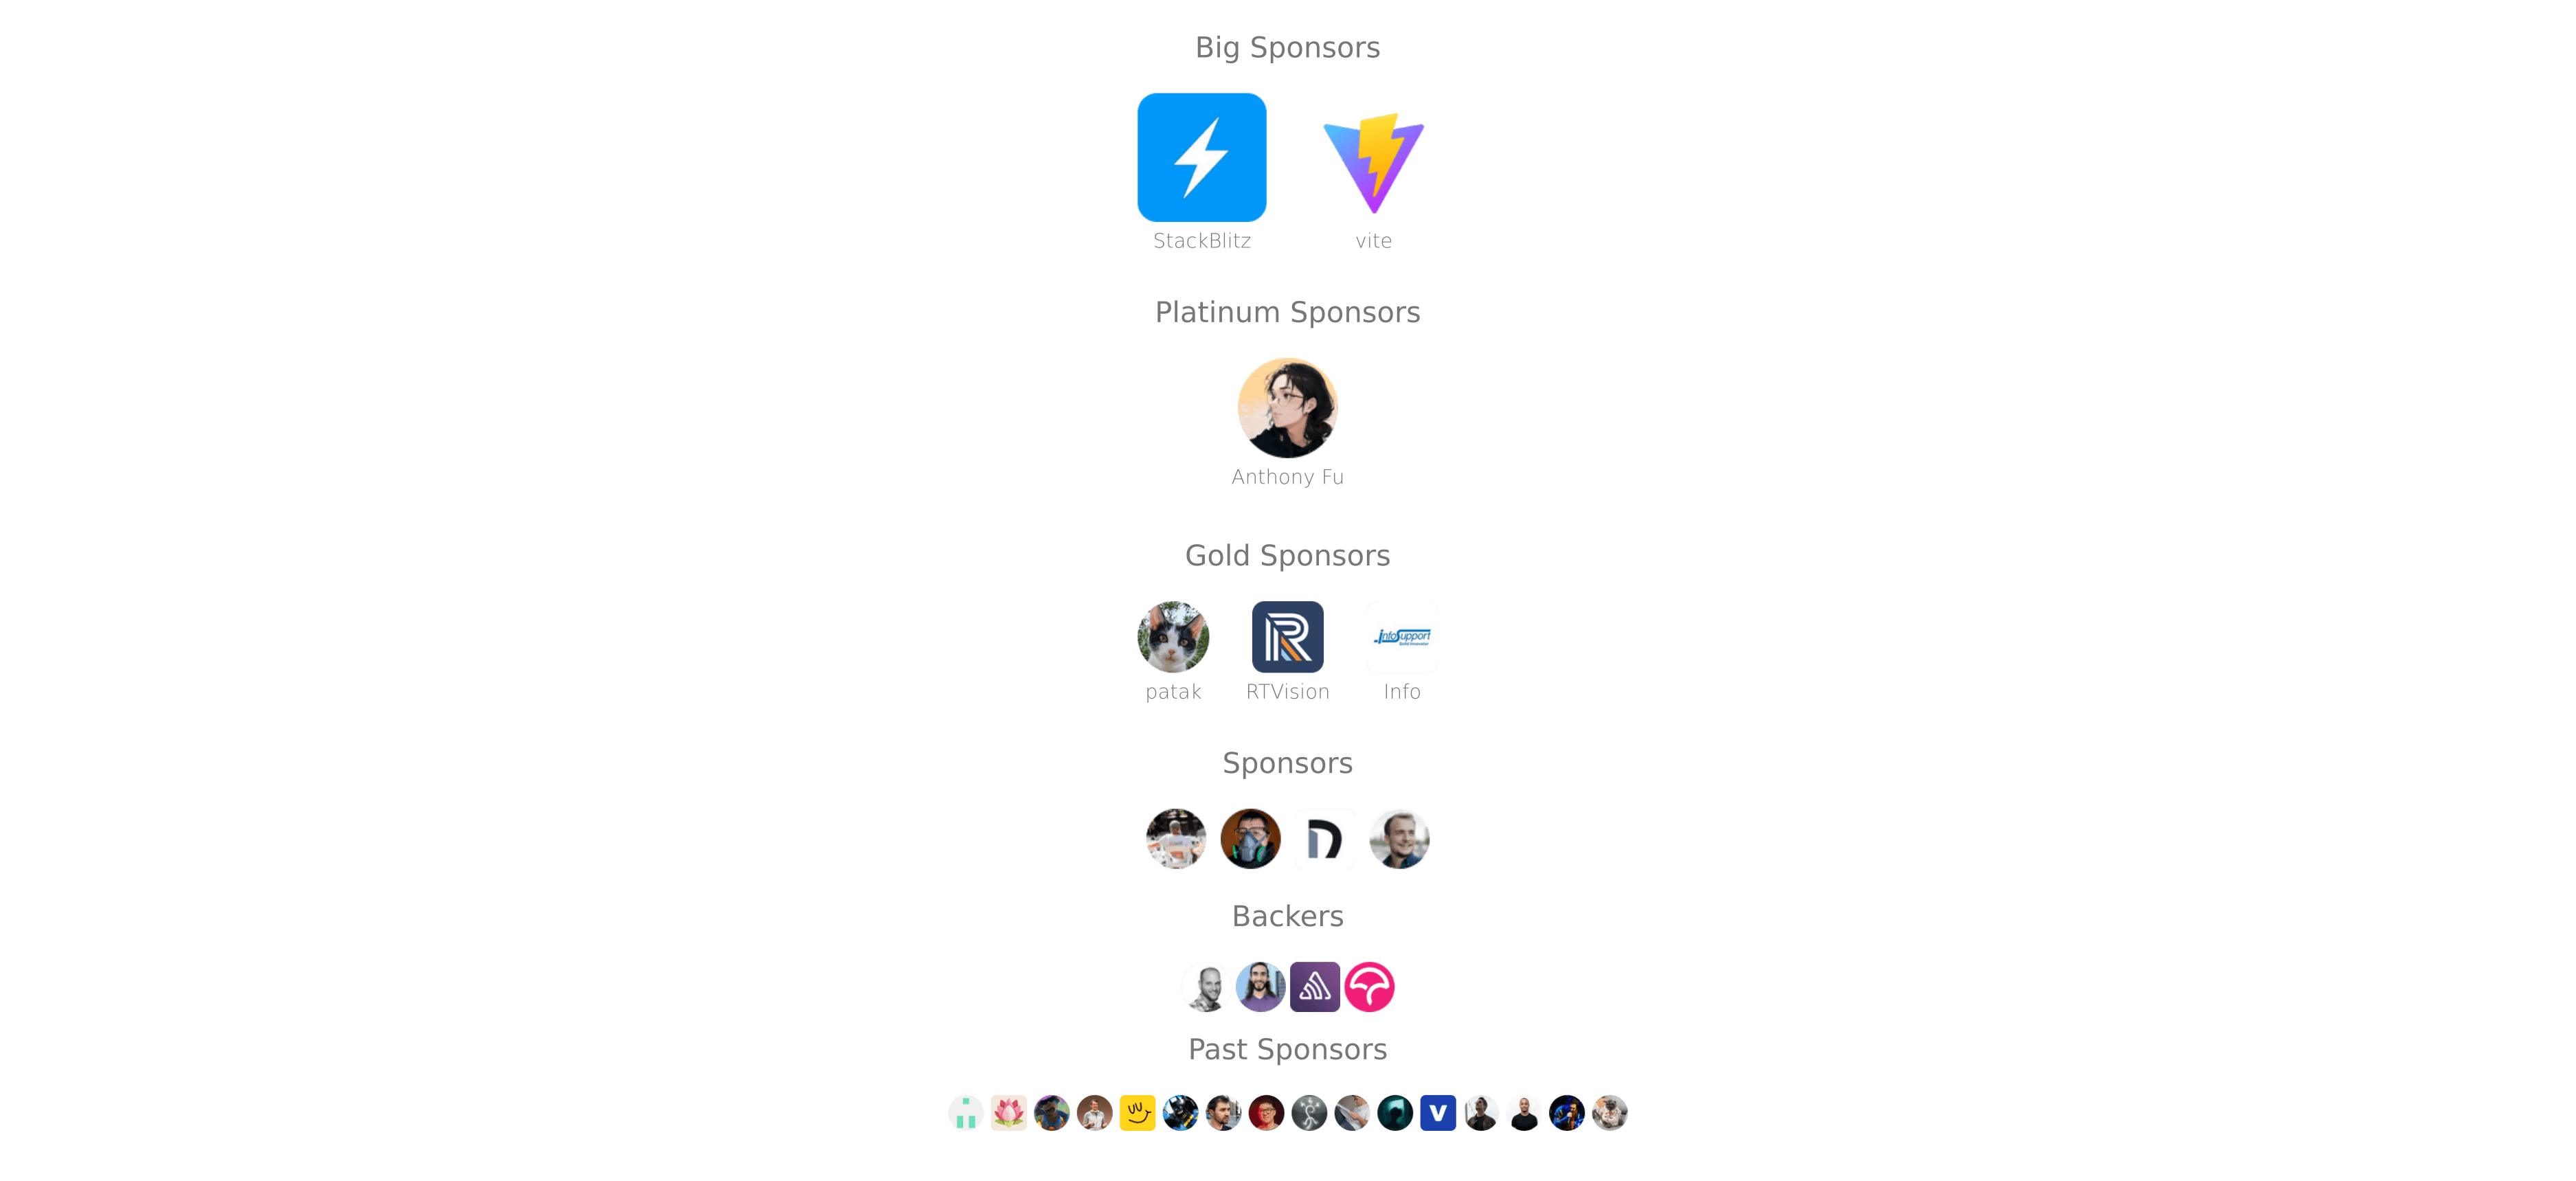 Big Sponsors
StackBlitz
vite
Platinum Sponsors
Anthony Fu
Gold Sponsors
infoSupport
patak
RTVision
Info
Sponsors
Backers
Past Sponsors
V